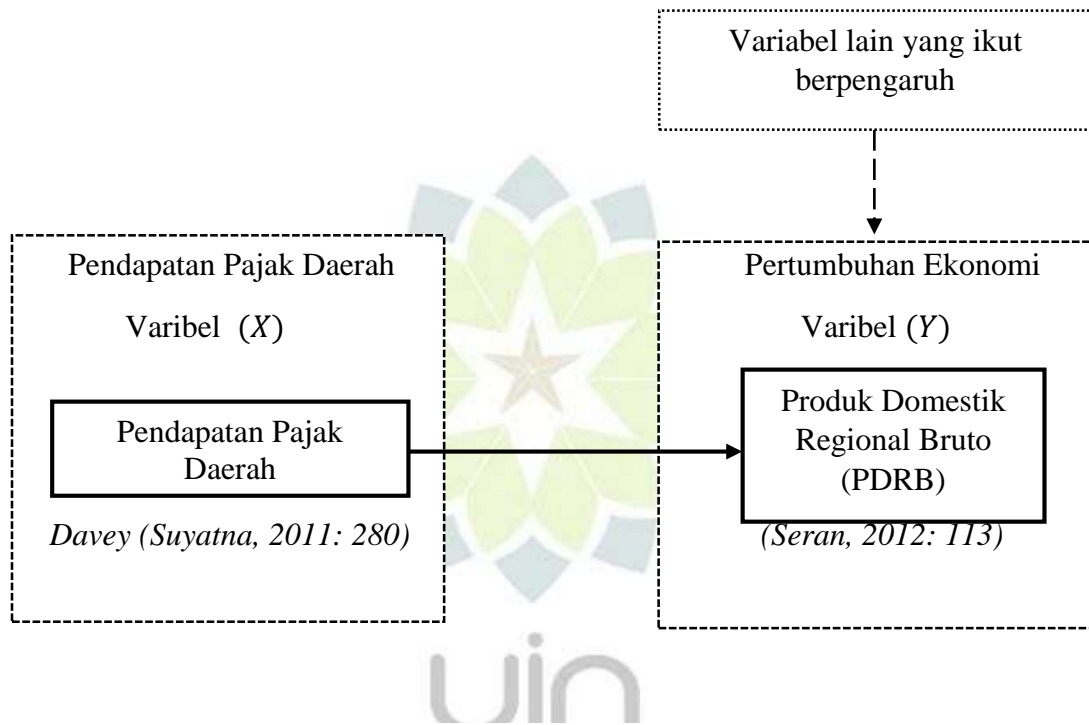 Variabel lain yang ikut
berpengaruh
Pendapatan Pajak Daerah
Varibel (X)
Pendapatan Pajak
Daerah
Davey (Suyatna, 2011: 280)
Pertumbuhan Ekonomi
Varibel (Y)
Produk Domestik
Regional Bruto
(PDRB)
(Seran, 2012: 113)
uin